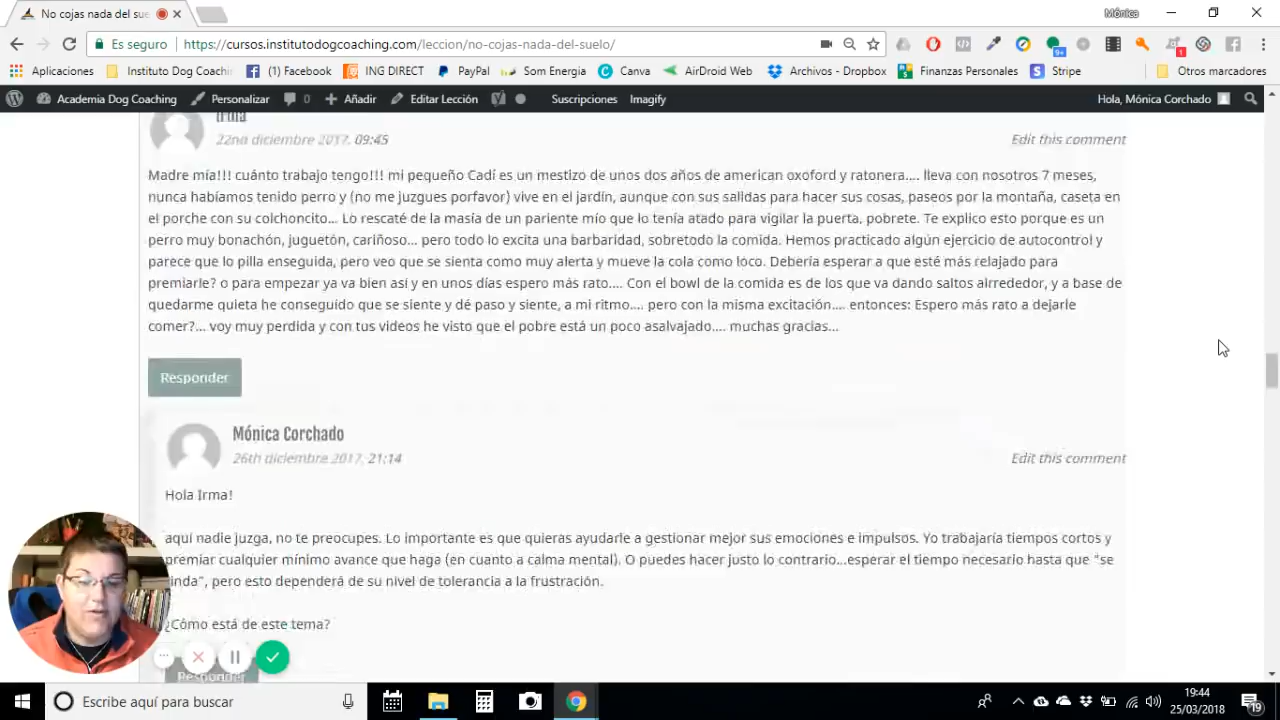 No cojas nada del sue
Mónica
Es seguro
https://cursos.institutodogcoaching.com/leccion/no-cojas-nada-del-suelo/
Aplicaciones
Instituto Dog Coachi
(1) Facebook
ING DIRECT
PayPal
Som Energia
Canva
AirDroid Web
Archivos - Dropbox
Finanzas Personales
Stripe
Otros marcadores
Academia Dog Coaching
Personalizar
0
Añadir
Editar Lección
Suscripciones
Imagify
Hola, Mónica Corchado
Irma
22na diciembre 2017, 09:45
Edit this comment
Madre mía!!! cuánto trabajo tengo!!! mi pequeño Cadí es un mestizo de unos dos años de american oxoford y ratonera.... lleva con nosotros 7 meses,
nunca habíamos tenido perro y (no me juzgues porfavor) vive en el jardín, aunque con sus salidas para hacer sus cosas, paseos por la montaña, caseta en
el porche con su colchoncito... Lo rescaté de la masía de un pariente mío que lo tenía atado para vigilar la puerta, pobrete. Te explico esto porque es un
perro muy bonachón, juguetón, cariñoso... pero todo lo excita una barbaridad, sobretodo la comida. Hemos practicado algún ejercicio de autocontrol y
parece que lo pilla enseguida, pero veo que se sienta como muy alerta y mueve la cola como loco. Debería esperar a que esté más relajado para
premiarle? o para empezar ya va bien así y en unos días espero más rato.... Con el bowl de la comida es de los que va dando saltos alrrededor, y a base de
quedarme quieta he conseguido que se siente y dé paso y siente, a mi ritmo.... pero con la misma excitación.... entonces: Espero más rato a dejarle
comer?... voy muy perdida y con tus videos he visto que el pobre está un poco asalvajado.... muchas gracias...
Responder
Mónica Corchado
26th diciembre 2017, 21:14
Edit this comment
Hola Irma!
aquí nadie juzga, no te preocupes. Lo importante es que quieras ayudarle a gestionar mejor sus emociones e impulsos. Yo trabajaría tiempos cortos y
premiar cualquier mínimo avance que haga (en cuanto a calma mental). O puedes hacer justo lo contrario...esperar el tiempo necesario hasta que "se
inda", pero esto dependerá de su nivel de tolerancia a la frustración.
¿Cómo está de este tema?
Responder
Escribe aquí para buscar
19:44
25/03/2018
19